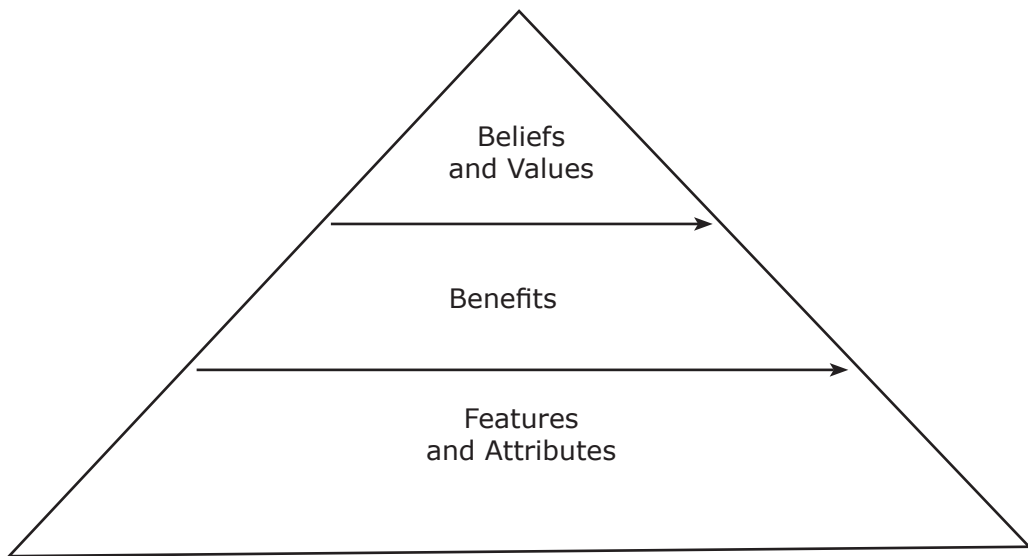 Beliefs
and Values
Benefits
Features
and Attributes